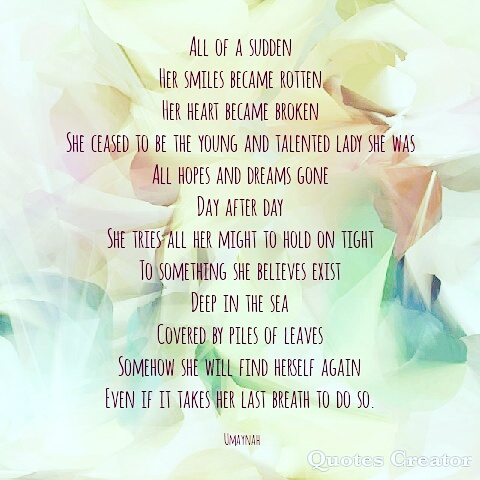 All of a sudden
Her smiles became rotten
Her heart became broken
She ceased to be the young and talented lady she was
All hopes and dreams gone
Day after day
She tries all her might to hold on tight
To something she believes exist
Deep in the sea
Covered by piles of leaves
Somehow she will find herself again
Even if it takes her last breath to do so.
Umaynah
Quotes Creator